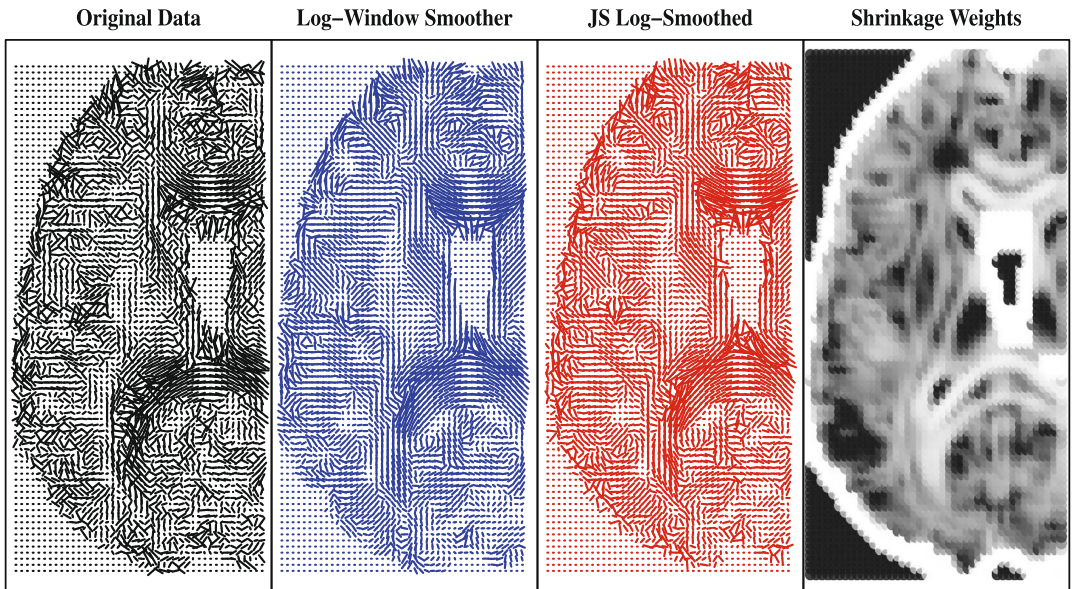 Original Data
Log−Window Smoother
JS Log−Smoothed
Shrinkage Weights